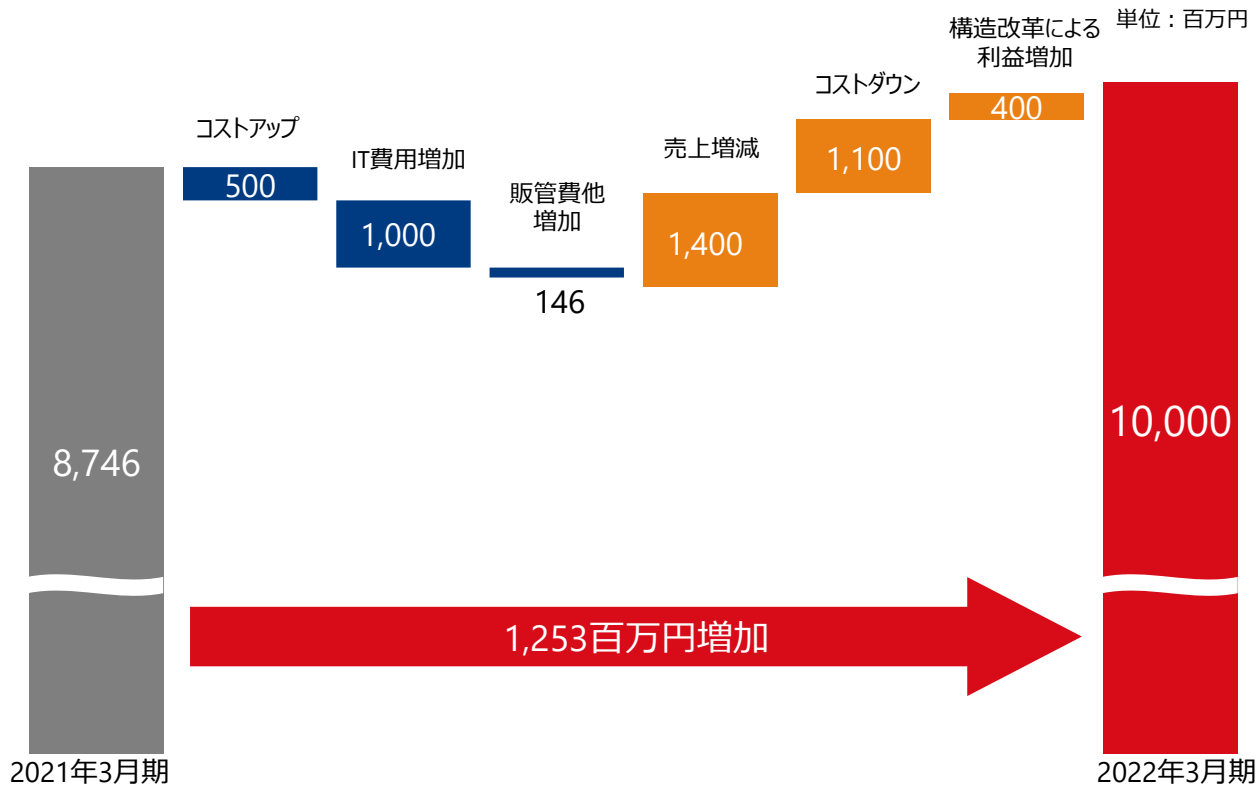 単位：百万円
構造改革による
利益増加
400
コストダウン
1,100
売上増減
1,400
コストアップ
500
IT費用増加
1,000
販管費他
増加
146
8,746
10,000
1,253百万円増加
2021年3月期
2022年3月期